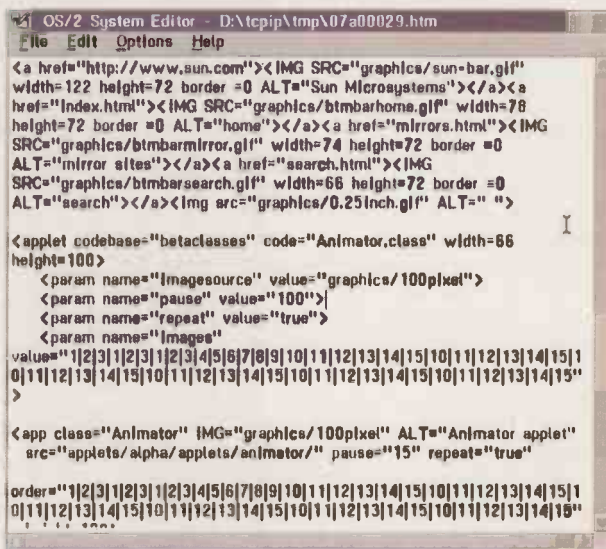 OS/2 System Editor - D:\tcpip\tmp\07a00029.htm
File Edit Options Help
<a href="http://www.sun.com"><IMG SRC="graphics/sun-bar.gif"
width=122 height=72 border =0 ALT="Sun Microsystems"></a><a
href="index.html"><IMG SRC="graphics/btmbarhome.gif" width=78
height=72 border =0 ALT="home"></a><a href="mirrors.html"><IMG
SRC="graphics/btmbarmirror.gif" width=74 height=72 border =0
ALT="mirror sites"></a><a href="search.html"><IMG
SRC="graphics/btmbarsearch.gif" width=66 height=72 border =0
ALT="search"></a><img src="graphics/0.25inch.gif" ALT=" ">
<applet codebase="betaclasses" code="Animator.class" width=66
height=100>
<param name="imagesource" value="graphics/100pixel">
<param name="pause" value="100">
<param name="repeat" value="true">
<param name="images"
value="1|2|3|1|2|3|1|2|3|4|5|6|7|8|9|10|11|12|13|14|15|10|11|12|13|14|15|1
0|11|12|13|14|15|10|11|12|13|14|15|10|11|12|13|14|15|10|11|12|13|14|15"
>
<app class="Animator" IMG="graphics/100pixel" ALT="Animator applet"
src="applets/alpha/applets/animator/" pause="15" repeat="true"
order="1|2|3|1|2|3|1|2|3|4|5|6|7|8|9|10|11|12|13|14|15|10|11|12|13|14|15|1
0|11|12|13|14|15|10|11|12|13|14|15|10|11|12|13|14|15|10|11|12|13|14|15"